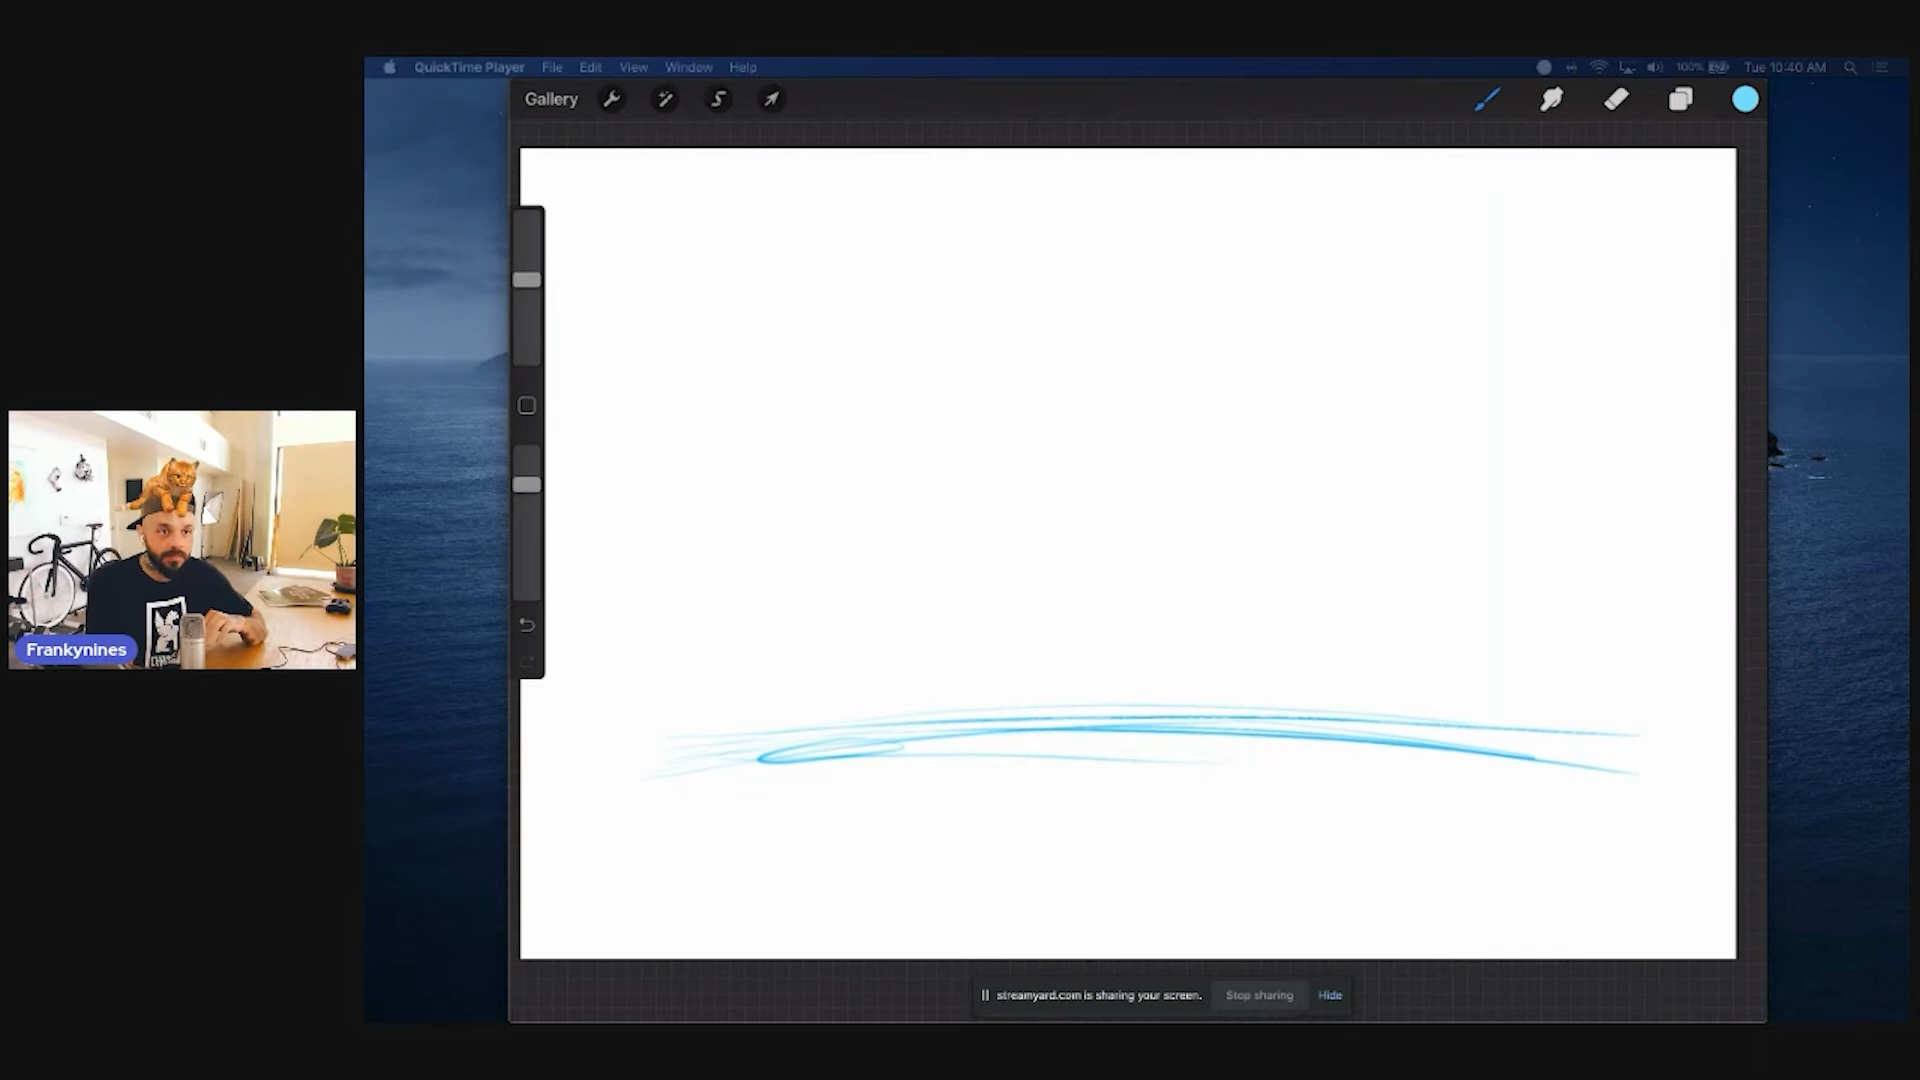 QuickTime Player File Edit View Window Help 100% Tue 10:40 AM
Gallery
Frankynines
streamyard.com is sharing your screen. Stop sharing Hide